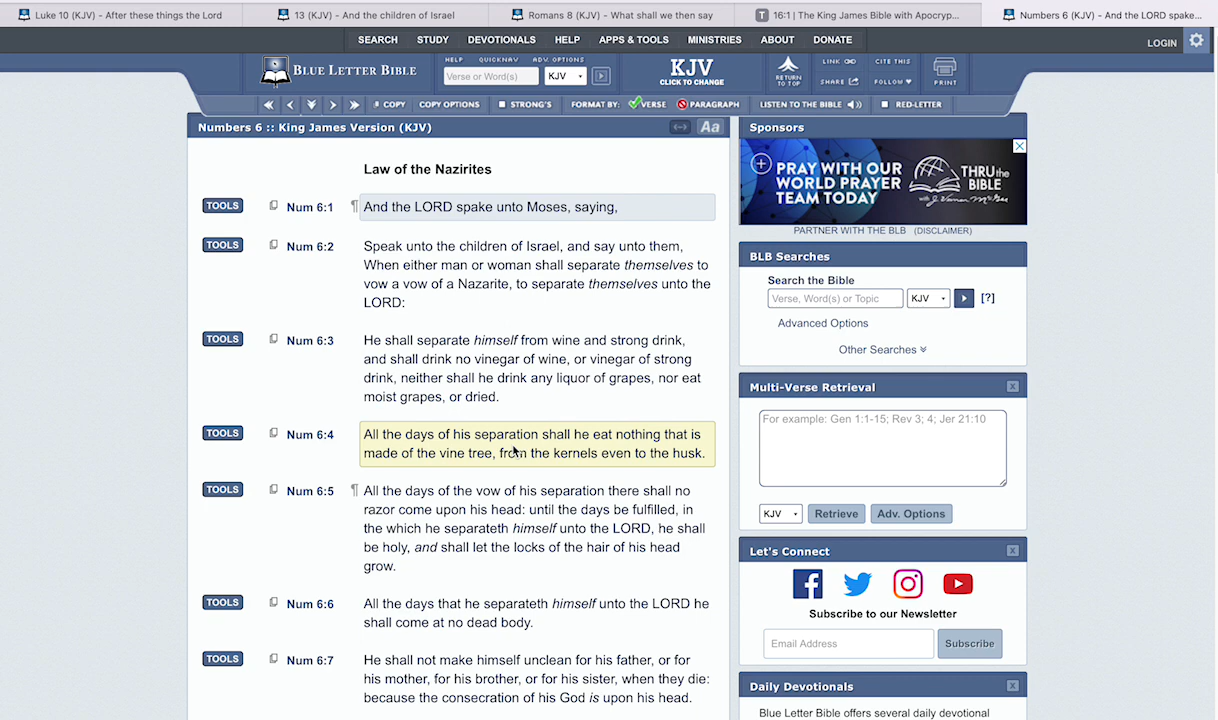 Luke 10 (KJV) - After these things the Lord
13 (KJV) - And the children of Israel
Romans 8 (KJV) - What shall we then say
T 16:1 | The King James Bible with Apocryp...
Numbers 6 (KJV) - And the LORD spake...
SEARCH STUDY DEVOTIONALS HELP APPS & TOOLS MINISTRIES ABOUT DONATE
LOGIN
BLUE LETTER BIBLE
HELP QUICKNAV ADV. OPTIONS
Verse or Word(s) KJV
KJV
CLICK TO CHANGE
RETURN
TO TOP
LINK CITE THIS
SHARE FOLLOW
PRINT
COPY COPY OPTIONS STRONG'S FORMAT BY: VERSE PARAGRAPH LISTEN TO THE BIBLE RED-LETTER
Numbers 6 :: King James Version (KJV)
Aa
Law of the Nazirites
TOOLS Num 6:1 ¶ And the LORD spake unto Moses, saying,
TOOLS Num 6:2 Speak unto the children of Israel, and say unto them,
When either man or woman shall separate themselves to
vow a vow of a Nazarite, to separate themselves unto the
LORD:
TOOLS Num 6:3 He shall separate himself from wine and strong drink,
and shall drink no vinegar of wine, or vinegar of strong
drink, neither shall he drink any liquor of grapes, nor eat
moist grapes, or dried.
TOOLS Num 6:4 All the days of his separation shall he eat nothing that is
made of the vine tree, from the kernels even to the husk.
TOOLS Num 6:5 ¶ All the days of the vow of his separation there shall no
razor come upon his head: until the days be fulfilled, in
the which he separateth himself unto the LORD, he shall
be holy, and shall let the locks of the hair of his head
grow.
TOOLS Num 6:6 All the days that he separateth himself unto the LORD he
shall come at no dead body.
TOOLS Num 6:7 He shall not make himself unclean for his father, or for
his mother, for his brother, or for his sister, when they die:
because the consecration of his God is upon his head.
Sponsors
PRAY WITH OUR
WORLD PRAYER
TEAM TODAY
THRU the
BIBLE
with J. Vernon McGee
PARTNER WITH THE BLB (DISCLAIMER)
BLB Searches
Search the Bible
Verse, Word(s) or Topic KJV [?]
Advanced Options
Other Searches
Multi-Verse Retrieval x
For example: Gen 1:1-15; Rev 3; 4; Jer 21:10
KJV Retrieve Adv. Options
Let's Connect x
Subscribe to our Newsletter
Email Address Subscribe
Daily Devotionals x
Blue Letter Bible offers several daily devotional